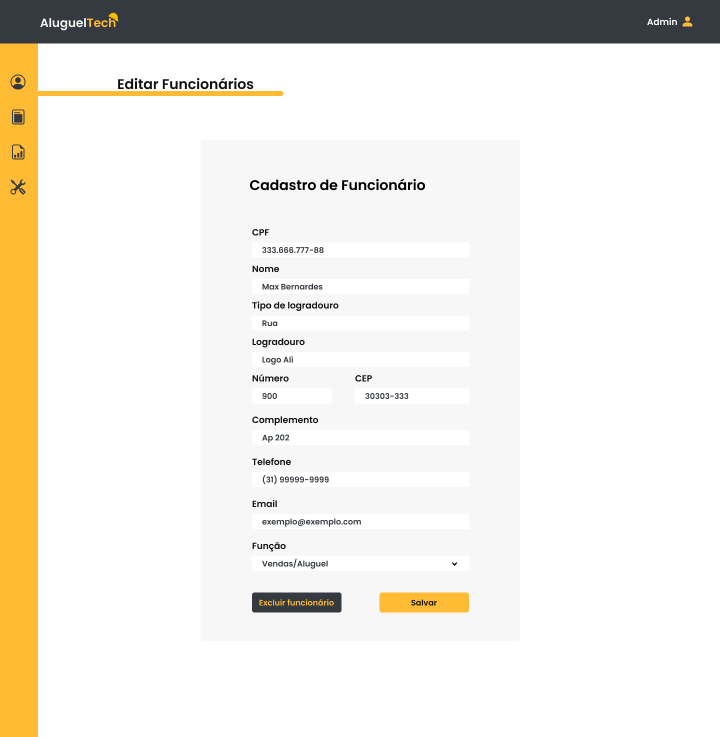 AluguelTech
Admin
Editar Funcionários
Cadastro de Funcionário
CPF
333.666.777-88
Nome
Max Bernardes
Tipo de logradouro
Rua
Logradouro
Logo Ali
Número CEP
900 30303-333
Complemento
Ap 202
Telefone
(31) 99999-9999
Email
exemplo@exemplo.com
Função
Vendas/Aluguel
Excluir funcionário Salvar